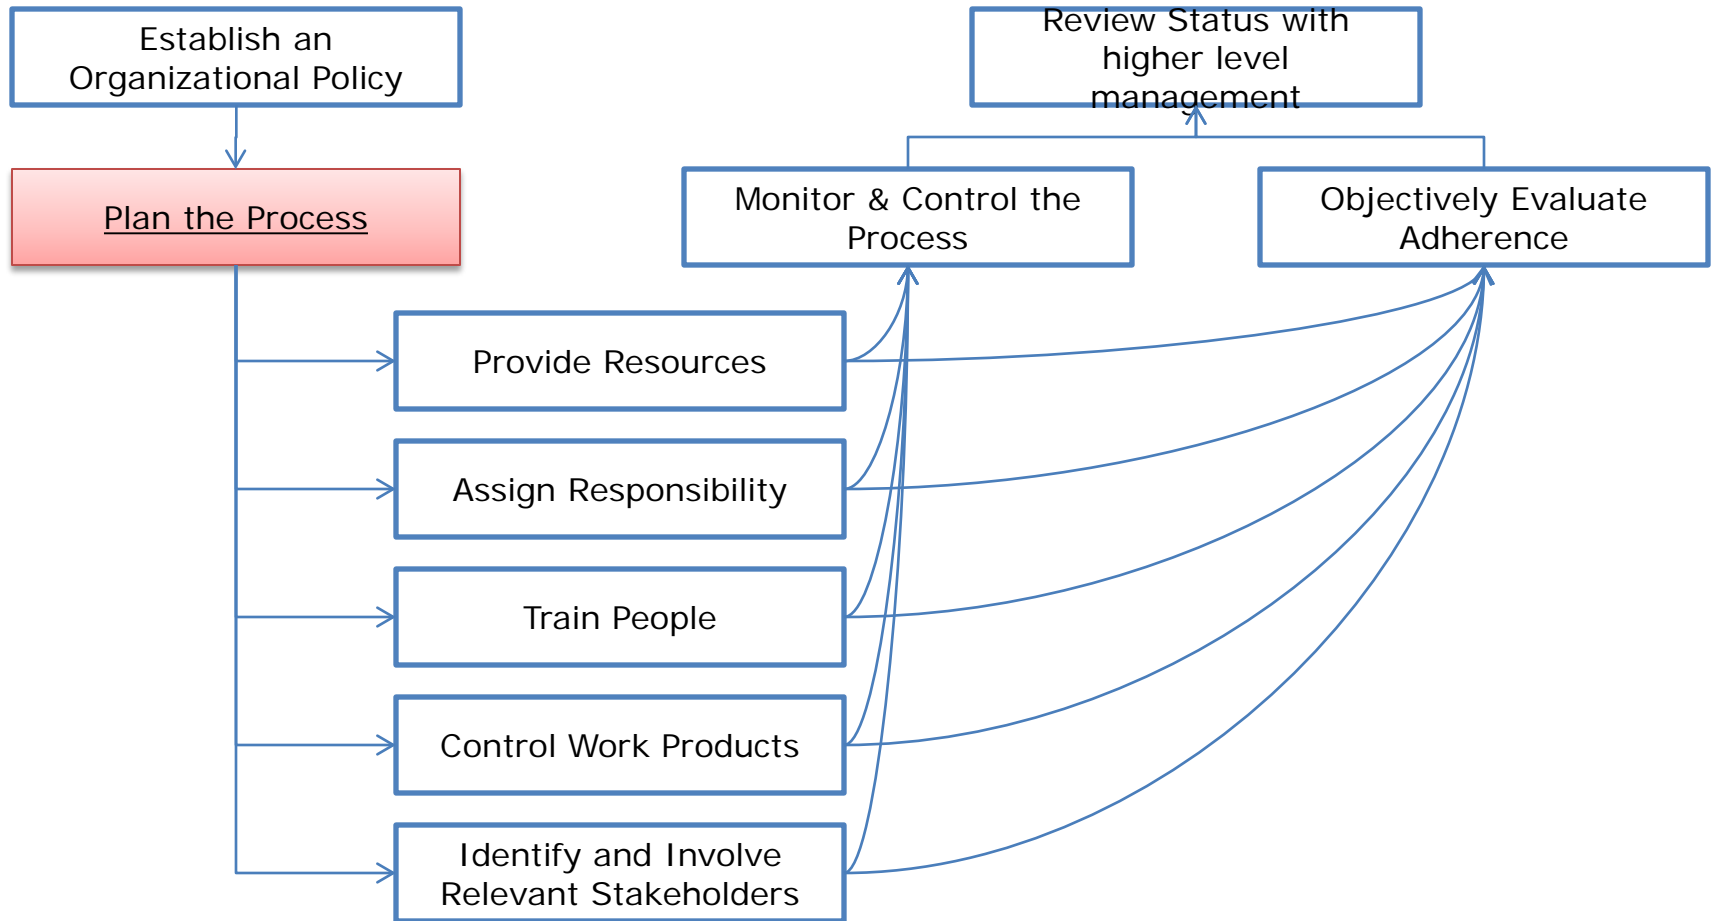 Establish an
Organizational Policy
Review Status with
higher level
management
Plan the Process
Monitor & Control the
Process
Objectively Evaluate
Adherence
Provide Resources
Assign Responsibility
Train People
Control Work Products
Identify and Involve
Relevant Stakeholders